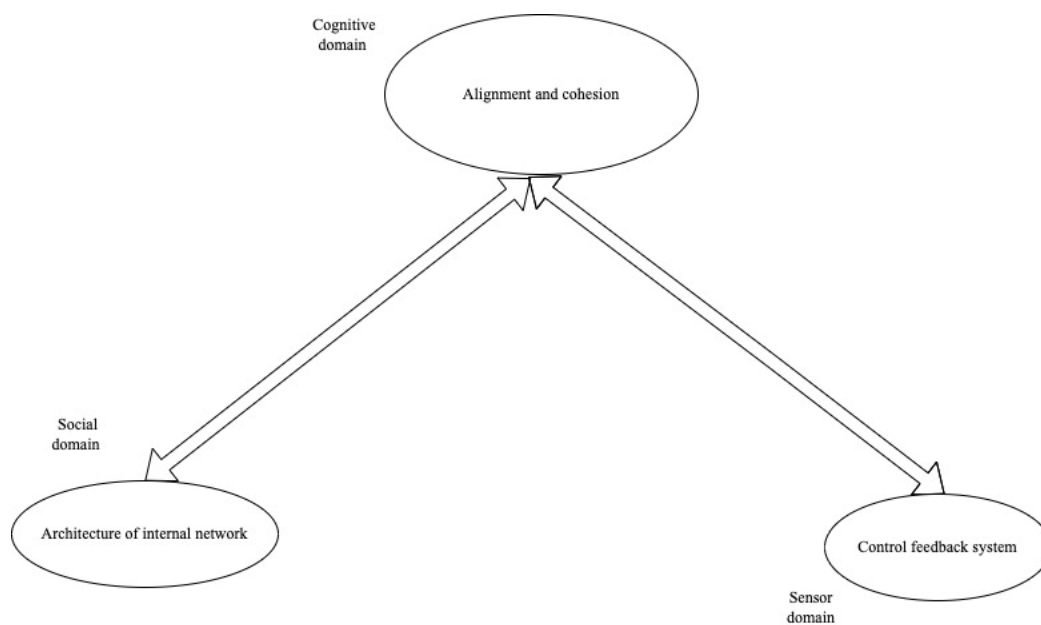 Cognitive
domain
Alignment and cohesion
Social
domain
Architecture of internal network
Control feedback system
Sensor
domain